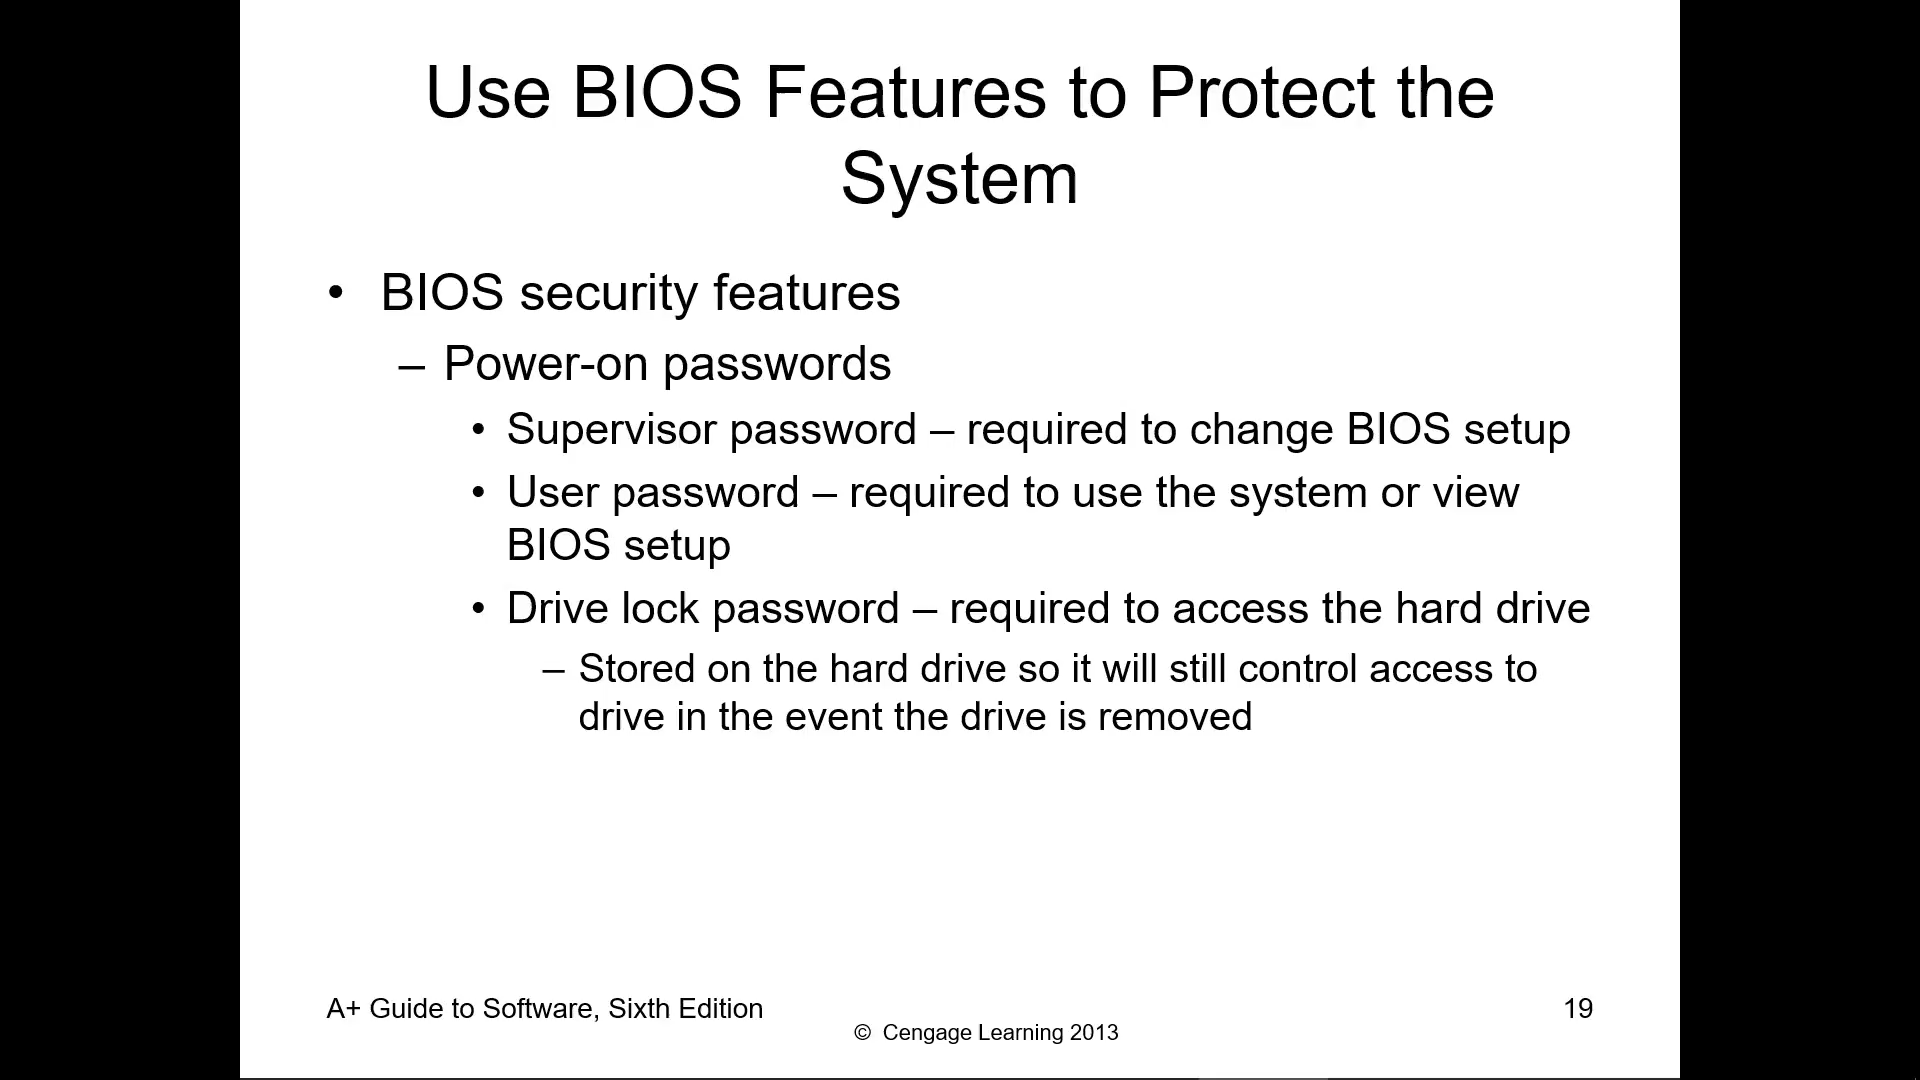 Use BIOS Features to Protect the
System
• BIOS security features
– Power-on passwords
• Supervisor password – required to change BIOS setup
• User password – required to use the system or view
BIOS setup
• Drive lock password – required to access the hard drive
– Stored on the hard drive so it will still control access to
drive in the event the drive is removed
A+ Guide to Software, Sixth Edition
19
© Cengage Learning 2013